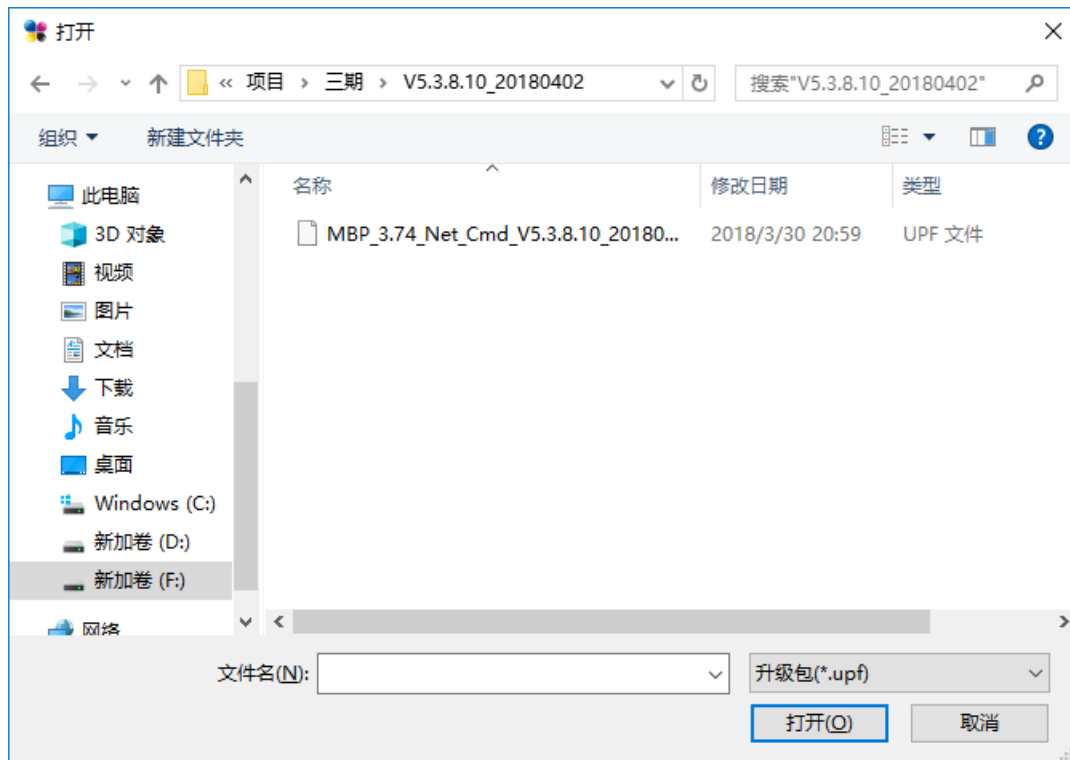 打开
« 项目 › 三期 › V5.3.8.10_20180402
搜索"V5.3.8.10_20180402"
组织
新建文件夹
此电脑
3D 对象
视频
图片
文档
下载
音乐
桌面
Windows (C:)
新加卷 (D:)
新加卷 (F:)
网络
名称 修改日期 类型
MBP_3.74_Net_Cmd_V5.3.8.10_20180... 2018/3/30 20:59 UPF 文件
文件名(N):
升级包(*.upf)
打开(O)
取消